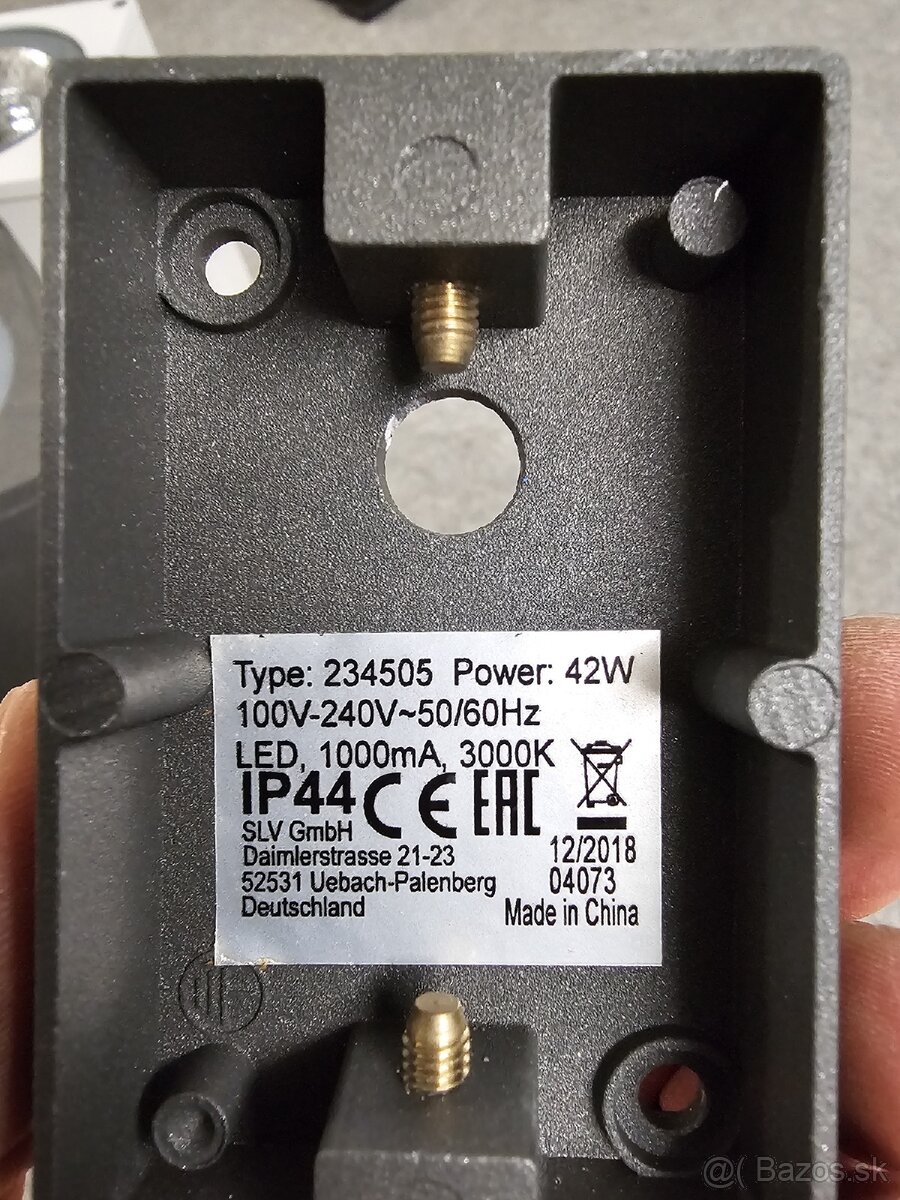 Type: 234505 Power: 42W
100V-240V~50/60Hz
LED, 1000mA, 3000K
IP44 CE EAC
SLV GmbH
Daimlerstrasse 21-23 12/2018
52531 Uebach-Palenberg 04073
Deutschland Made in China
@( Bazos.sk